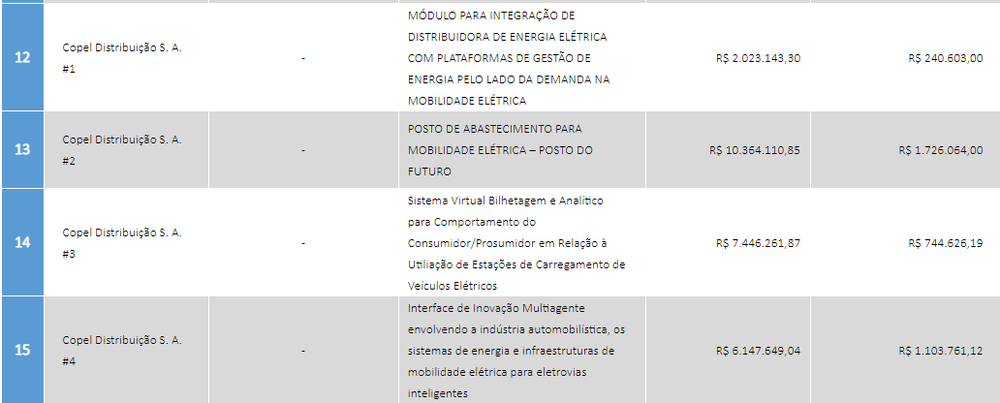 12
Copel Distribuição S. A.
#1
-
MÓDULO PARA INTEGRAÇÃO DE
DISTRIBUIDORA DE ENERGIA ELÉTRICA
COM PLATAFORMAS DE GESTÃO DE
ENERGIA PELO LADO DA DEMANDA NA
MOBILIDADE ELÉTRICA
R$ 2.023.143,30
R$ 240.603,00
13
Copel Distribuição S. A.
#2
-
POSTO DE ABASTECIMENTO PARA
MOBILIDADE ELÉTRICA – POSTO DO
FUTURO
R$ 10.364.110,85
R$ 1.726.064,00
14
Copel Distribuição S. A.
#3
-
Sistema Virtual Bilhetagem e Analítico
para Comportamento do
Consumidor/Prosumidor em Relação à
Utiliação de Estações de Carregamento de
Veículos Elétricos
R$ 7.446.261,87
R$ 744.626,19
15
Copel Distribuição S. A.
#4
-
Interface de Inovação Multiagente
envolvendo a indústria automobilística, os
sistemas de energia e infraestruturas de
mobilidade elétrica para eletrovias
inteligentes
R$ 6.147.649,04
R$ 1.103.761,12